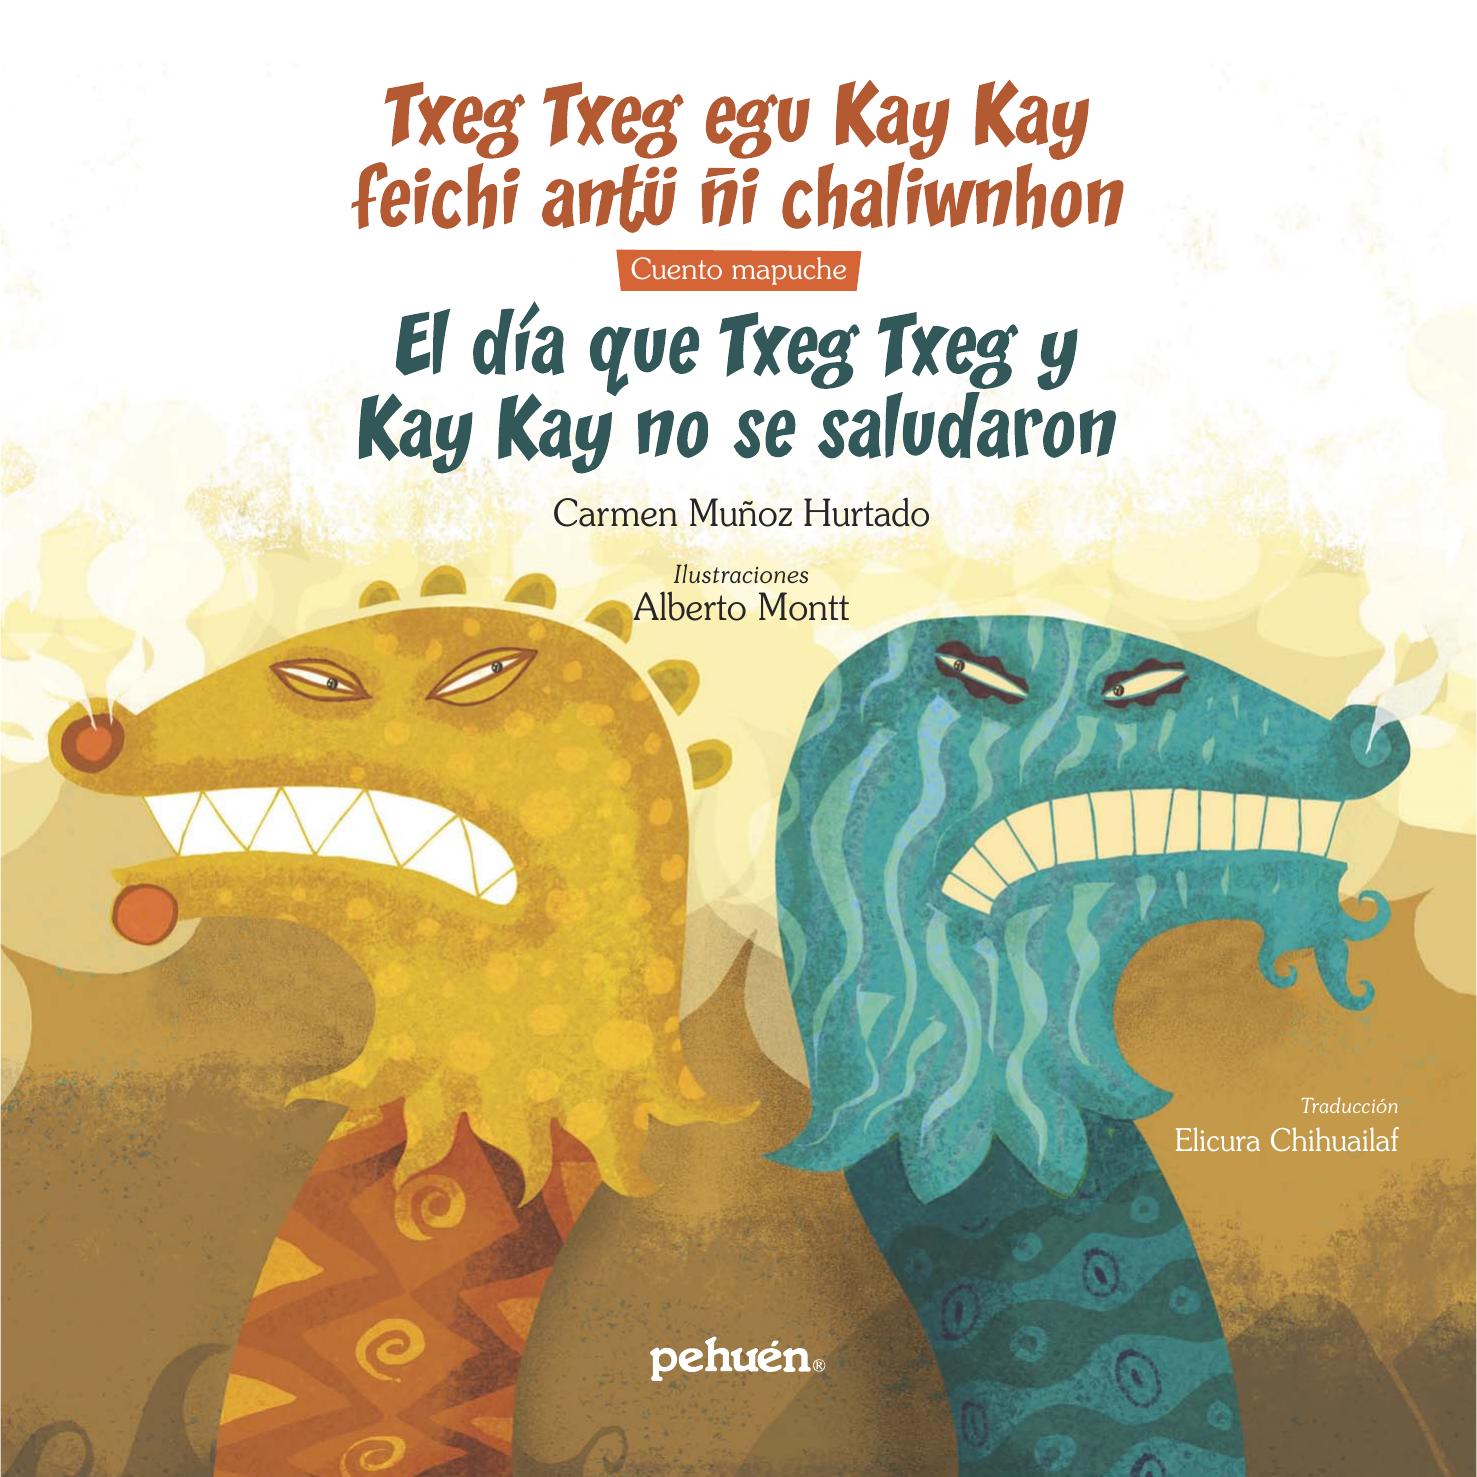 Txeg Txeg egu Kay Kay
feichi antü ñi chaliwnhon
Cuento mapuche
El día que Txeg Txeg y
Kay Kay no se saludaron
Carmen Muñoz Hurtado
Ilustraciones
Alberto Montt
Traducción
Elicura Chihuailaf
pehuén®